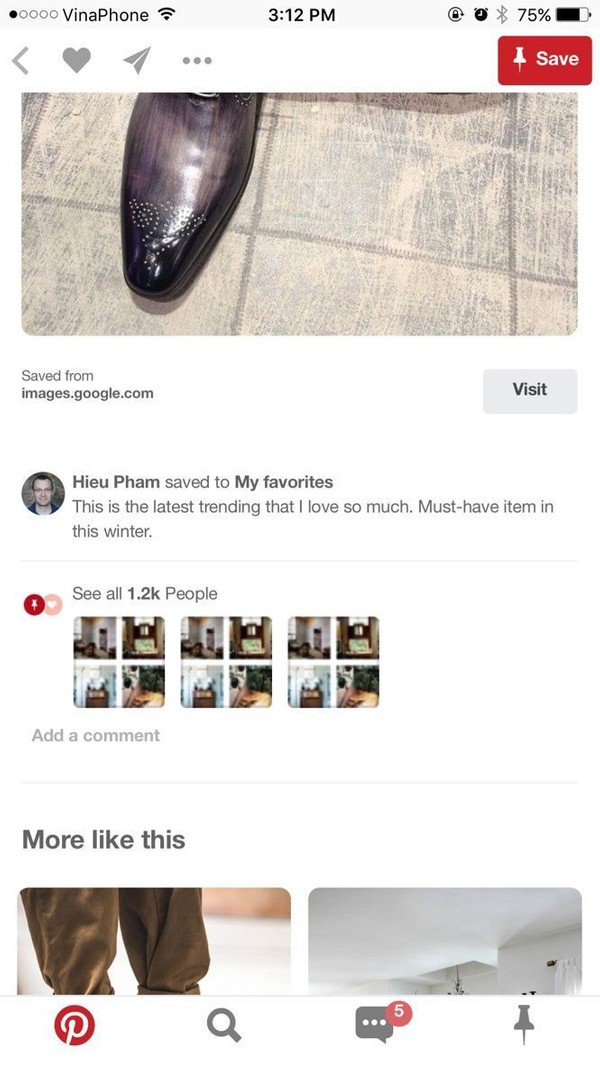 VinaPhone
3:12 PM
75%
Save
Saved from
images.google.com
Visit
Hieu Pham saved to My favorites
This is the latest trending that I love so much. Must-have item in
this winter.
See all 1.2k People
Add a comment
More like this
5